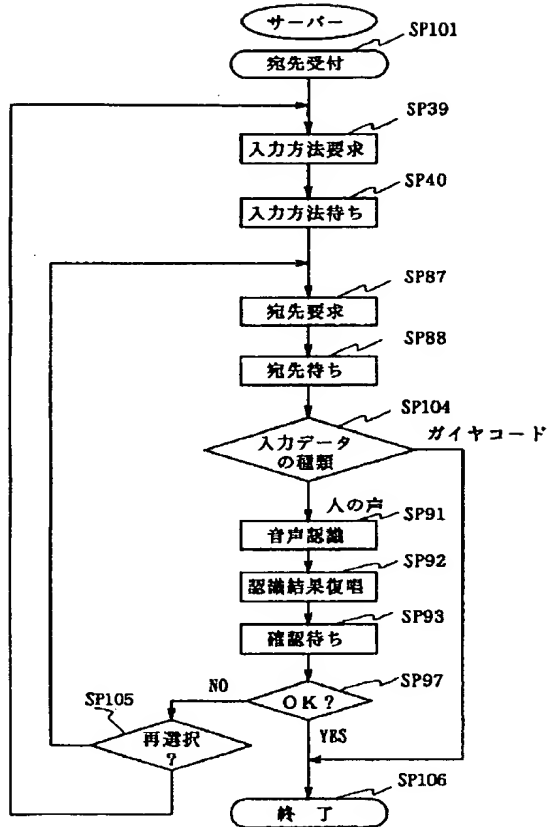 サーバー
SP101
宛先受付
SP39
入力方法要求
SP40
入力方法待ち
SP87
宛先要求
SP88
宛先待ち
SP104
ガイヤコード
入力データ
の種類
人の声
SP91
音声認識
SP92
認識結果復唱
SP93
確認待ち
SP97
NO
OK?
SP105
YES
再選択
?
SP106
終 了